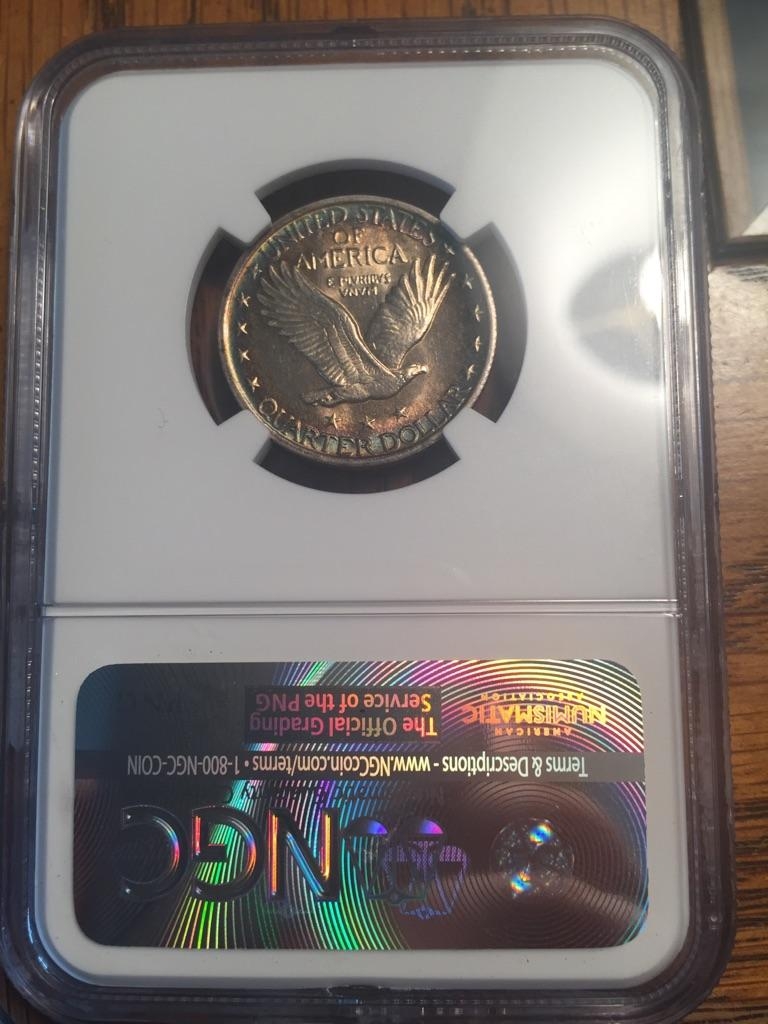 UNITED STATES
OF
AMERICA
E PLURIBUS
UNUM
QUARTER DOLLAR
NGC
Terms & Descriptions - www.NGCcoin.com/terms • 1-800-NGC-COIN
AMERICAN
NUMISMATIC
ASSOCIATION
The Official Grading
Service of the PNG